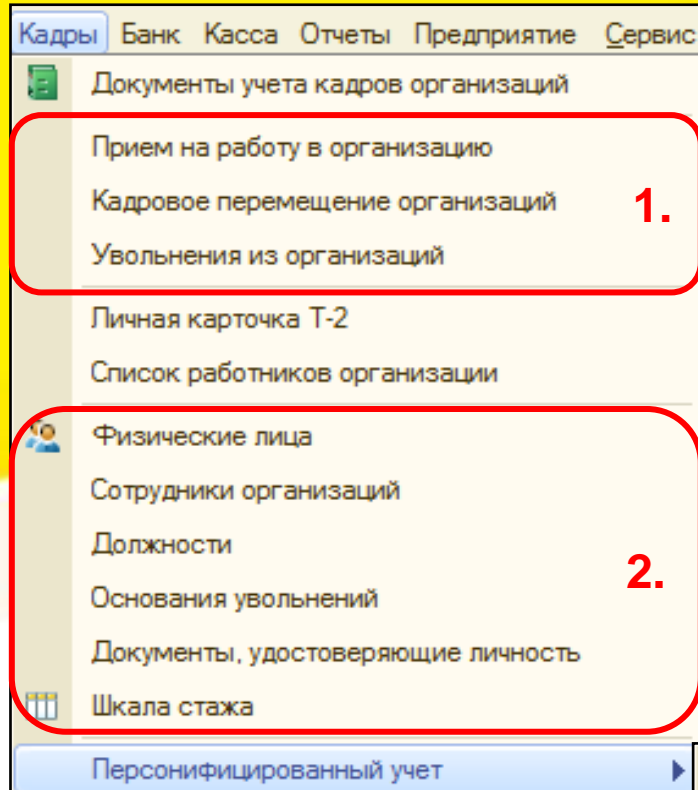 Кадры Банк Касса Отчеты Предприятие Сервис
Документы учета кадров организаций
Прием на работу в организацию
Кадровое перемещение организаций
1.
Увольнения из организаций
Личная карточка Т-2
Список работников организации
Физические лица
Сотрудники организаций
Должности
2.
Основания увольнений
Документы, удостоверяющие личность
Шкала стажа
Персонифицированный учет